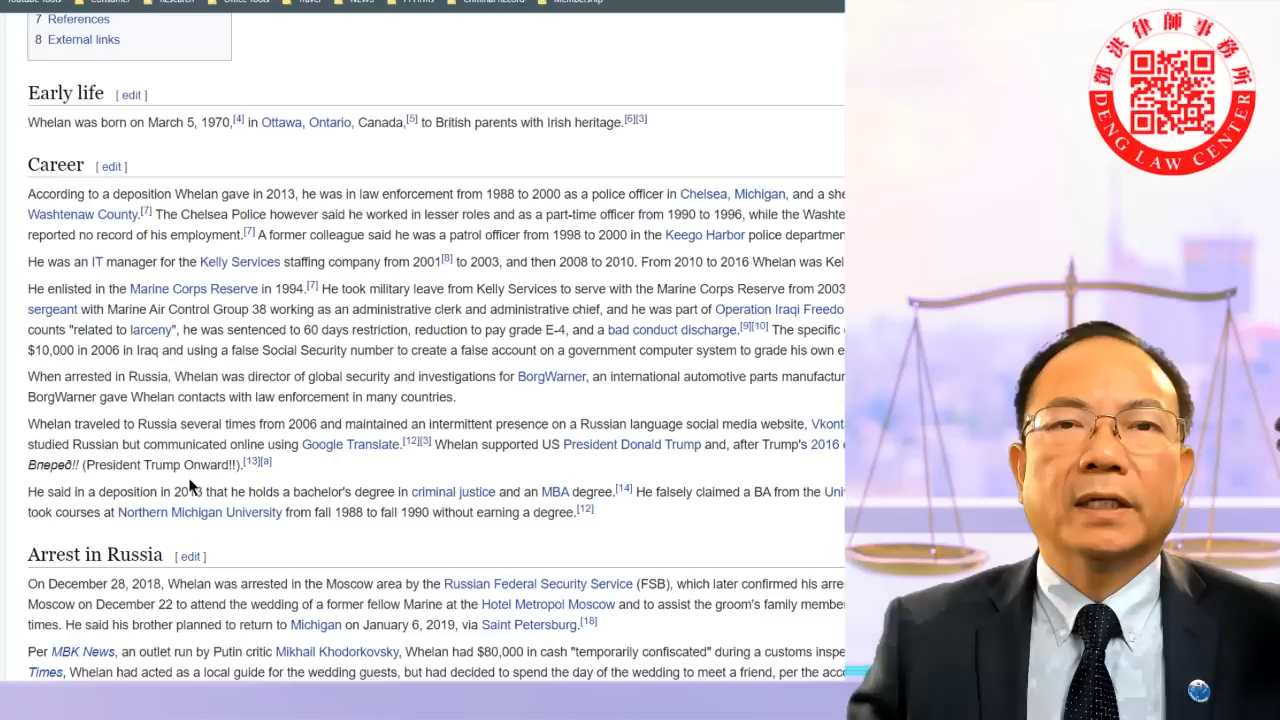 Youtube Tools Consumer Research Office Tools Travel News Criminal Record Membership
7 References
8 External links
Early life [ edit ]
Whelan was born on March 5, 1970,[4] in Ottawa, Ontario, Canada,[5] to British parents with Irish heritage.[6][3]
Career [ edit ]
According to a deposition Whelan gave in 2013, he was in law enforcement from 1988 to 2000 as a police officer in Chelsea, Michigan, and a she
Washtenaw County.[7] The Chelsea Police however said he worked in lesser roles and as a part-time officer from 1990 to 1996, while the Washte
reported no record of his employment.[7] A former colleague said he was a patrol officer from 1998 to 2000 in the Keego Harbor police departmen
He was an IT manager for the Kelly Services staffing company from 2001[8] to 2003, and then 2008 to 2010. From 2010 to 2016 Whelan was Kel
He enlisted in the Marine Corps Reserve in 1994.[7] He took military leave from Kelly Services to serve with the Marine Corps Reserve from 2003
sergeant with Marine Air Control Group 38 working as an administrative clerk and administrative chief, and he was part of Operation Iraqi Freedo
counts "related to larceny", he was sentenced to 60 days restriction, reduction to pay grade E-4, and a bad conduct discharge.[9][10] The specific
$10,000 in 2006 in Iraq and using a false Social Security number to create a false account on a government computer system to grade his own e
When arrested in Russia, Whelan was director of global security and investigations for BorgWarner, an international automotive parts manufactur
BorgWarner gave Whelan contacts with law enforcement in many countries.
Whelan traveled to Russia several times from 2006 and maintained an intermittent presence on a Russian language social media website, Vkont
studied Russian but communicated online using Google Translate.[12][3] Whelan supported US President Donald Trump and, after Trump's 2016 e
Вперед!! (President Trump Onward!!).[13][a]
He said in a deposition in 2013 that he holds a bachelor's degree in criminal justice and an MBA degree.[14] He falsely claimed a BA from the Uni
took courses at Northern Michigan University from fall 1988 to fall 1990 without earning a degree.[12]
Arrest in Russia [ edit ]
On December 28, 2018, Whelan was arrested in the Moscow area by the Russian Federal Security Service (FSB), which later confirmed his arre
Moscow on December 22 to attend the wedding of a former fellow Marine at the Hotel Metropol Moscow and to assist the groom's family membe
times. He said his brother planned to return to Michigan on January 6, 2019, via Saint Petersburg.[18]
Per MBK News, an outlet run by Putin critic Mikhail Khodorkovsky, Whelan had $80,000 in cash "temporarily confiscated" during a customs inspe
Times, Whelan had acted as a local guide for the wedding guests, but had decided to spend the day of the wedding to meet a friend, per the acco
鄧洪律師事務所
DENG LAW CENTER